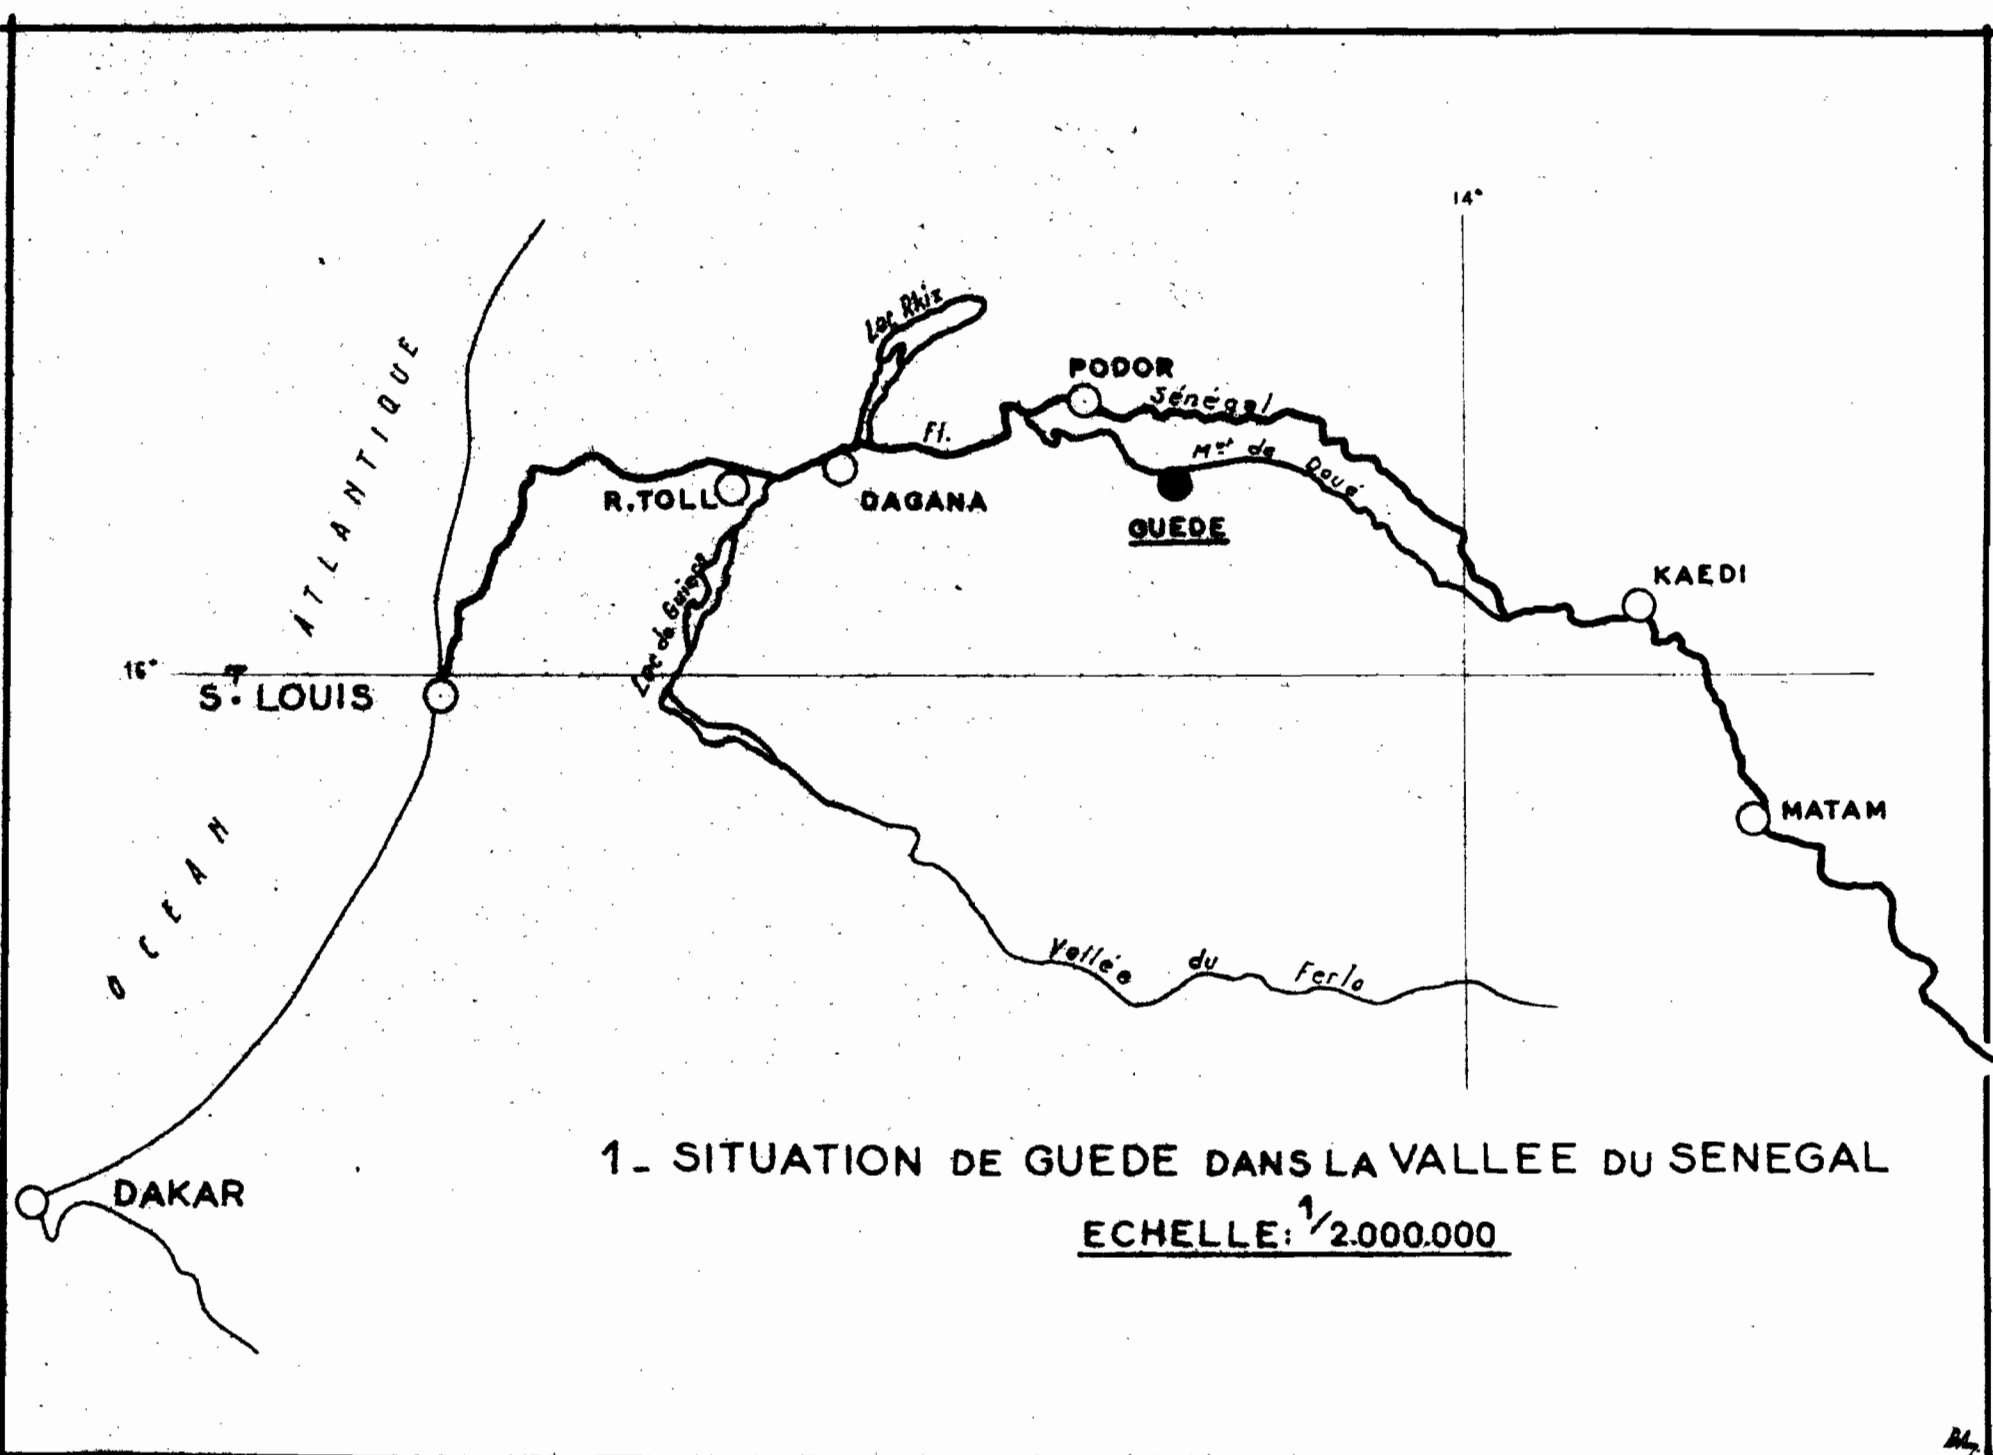 14°
Lac Rkiz
PODOR
Sénégal
Fl.
Mgt de Doué
R.TOLL
DAGANA
GUEDE
KAEDI
Lac de Guiers
OCEAN ATLANTIQUE
16°
ST. LOUIS
MATAM
Vallée du Ferlo
DAKAR
1_ SITUATION DE GUEDE DANS LA VALLEE DU SENEGAL
ECHELLE: 1/2.000.000